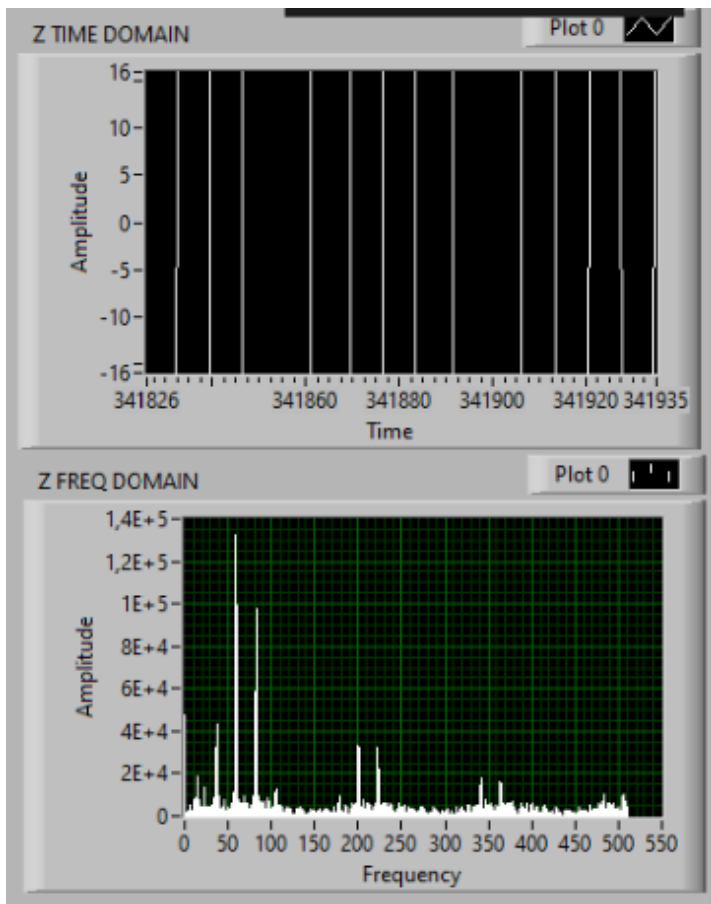 Z TIME DOMAIN
Plot 0
Amplitude
16
10
5
0
-5
-10
-16
341826 341860 341880 341900 341920 341935
Time
Z FREQ DOMAIN
Plot 0
Amplitude
1,4E+5
1,2E+5
1E+5
8E+4
6E+4
4E+4
2E+4
0
0 50 100 150 200 250 300 350 400 450 500 550
Frequency